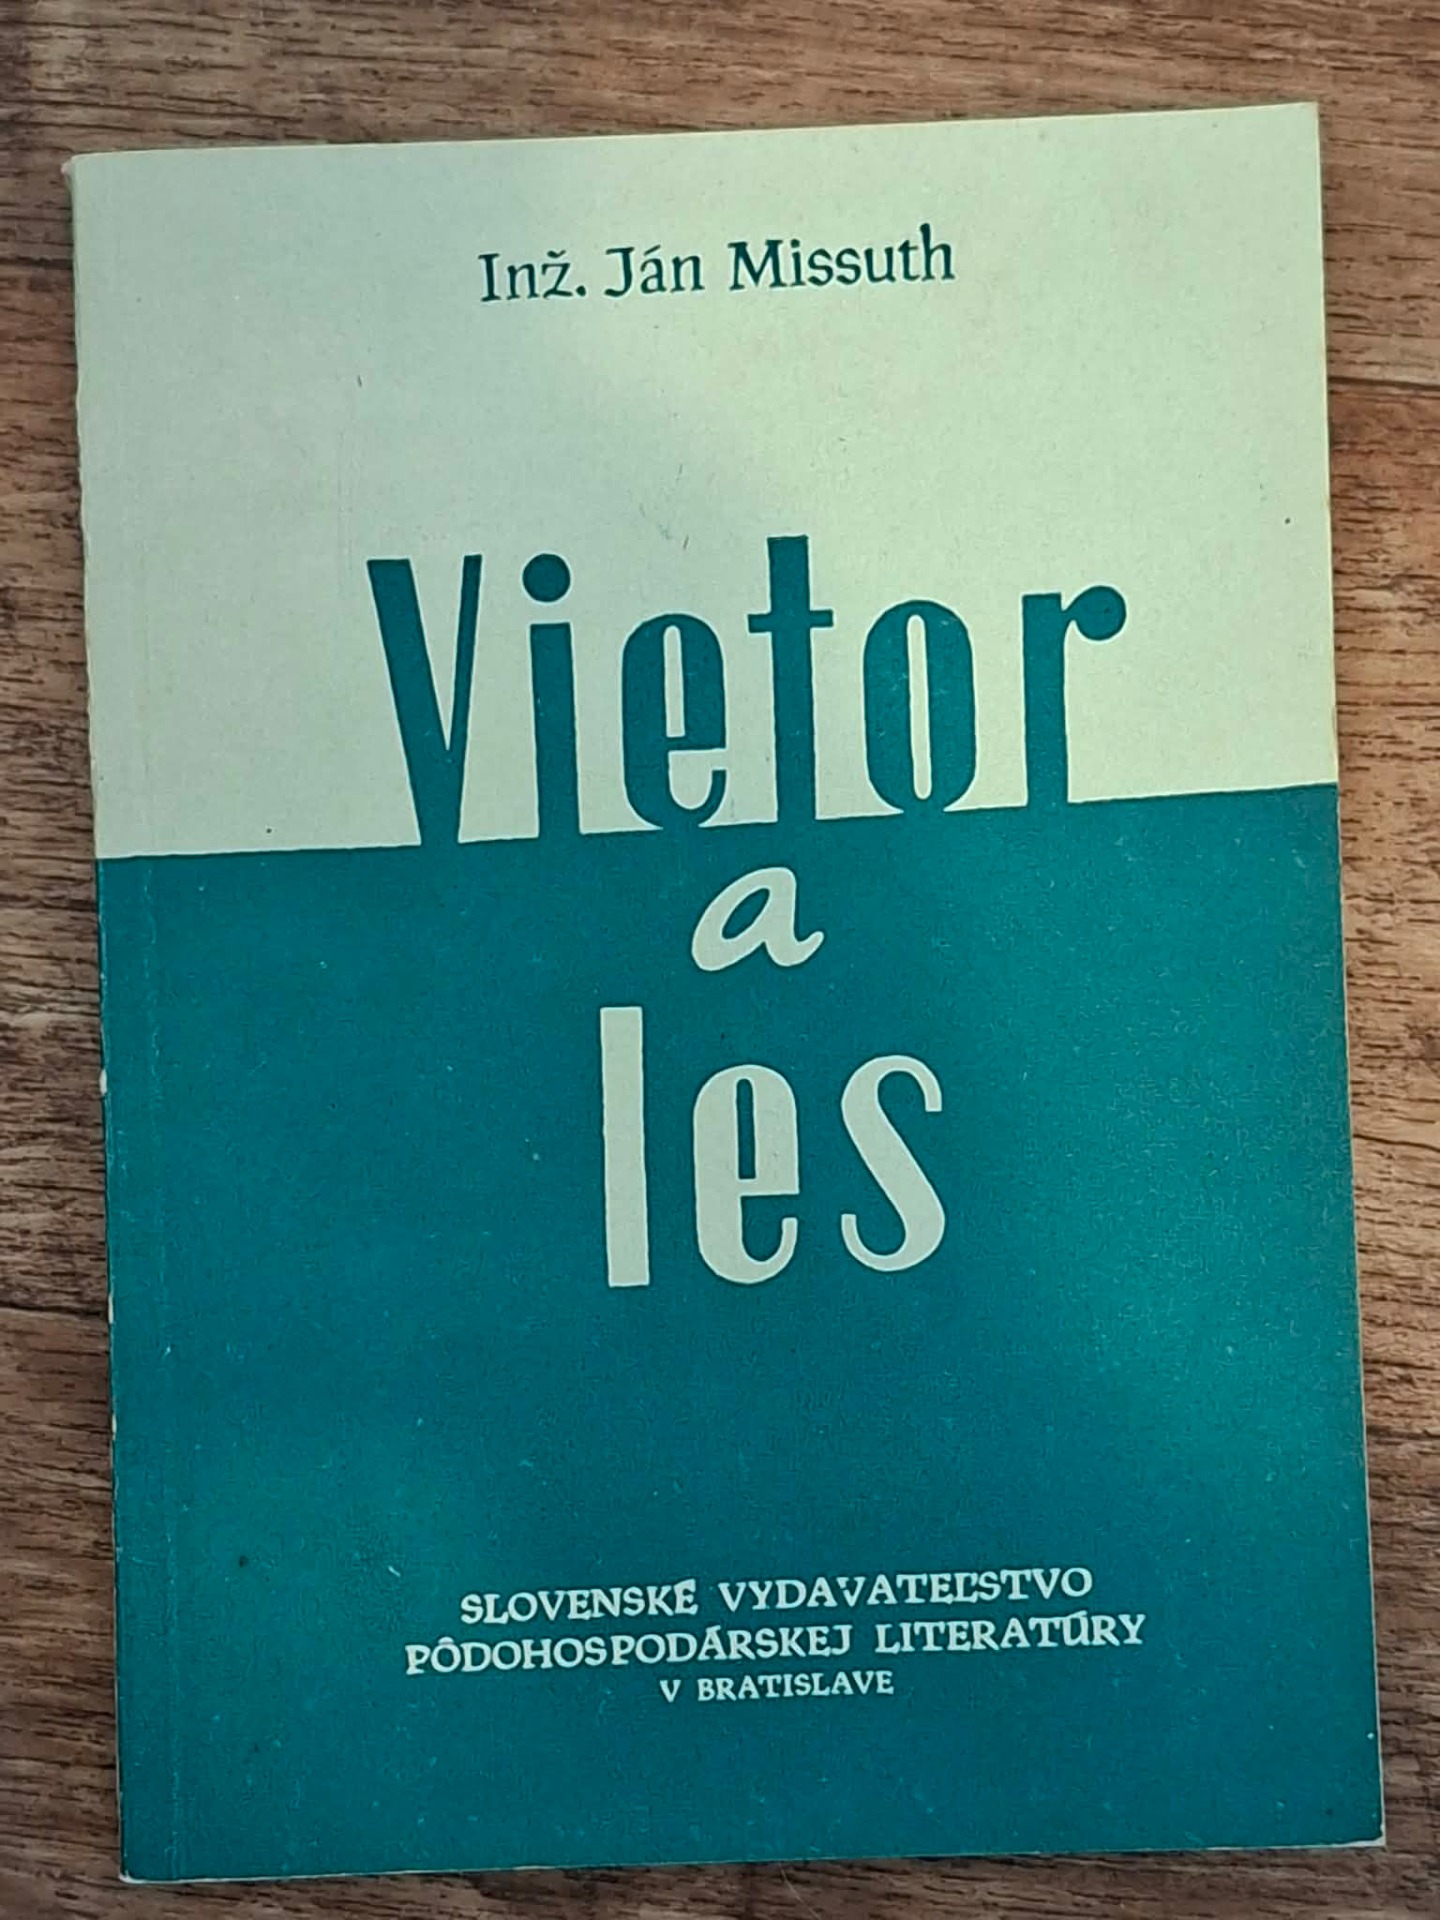 Inž. Ján Missuth
Vietor
a
les
SLOVENSKÉ VYDAVATEĽSTVO
PÔDOHOSPODÁRSKEJ LITERATÚRY
V BRATISLAVE